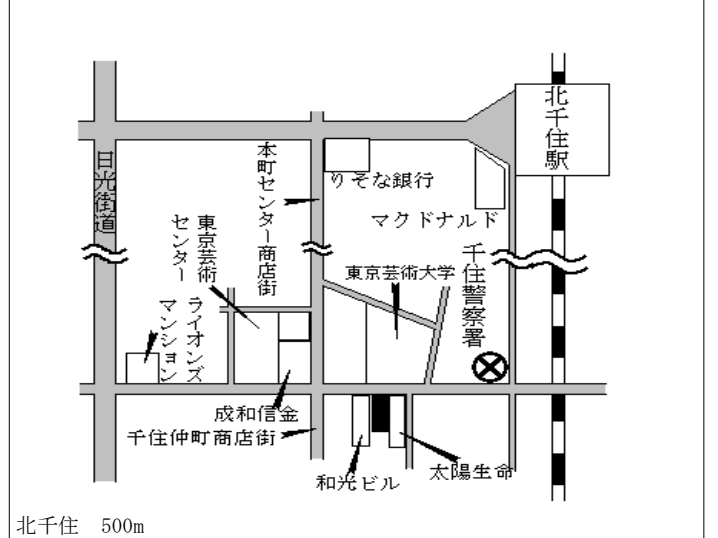 北千住駅
日光街道
本町センター商店街
りそな銀行
マクドナルド
東京芸術
センター
東京芸術大学
千住警察署
ライオンズ
マンション
成和信金
千住仲町商店街
和光ビル
太陽生命
北千住　500m